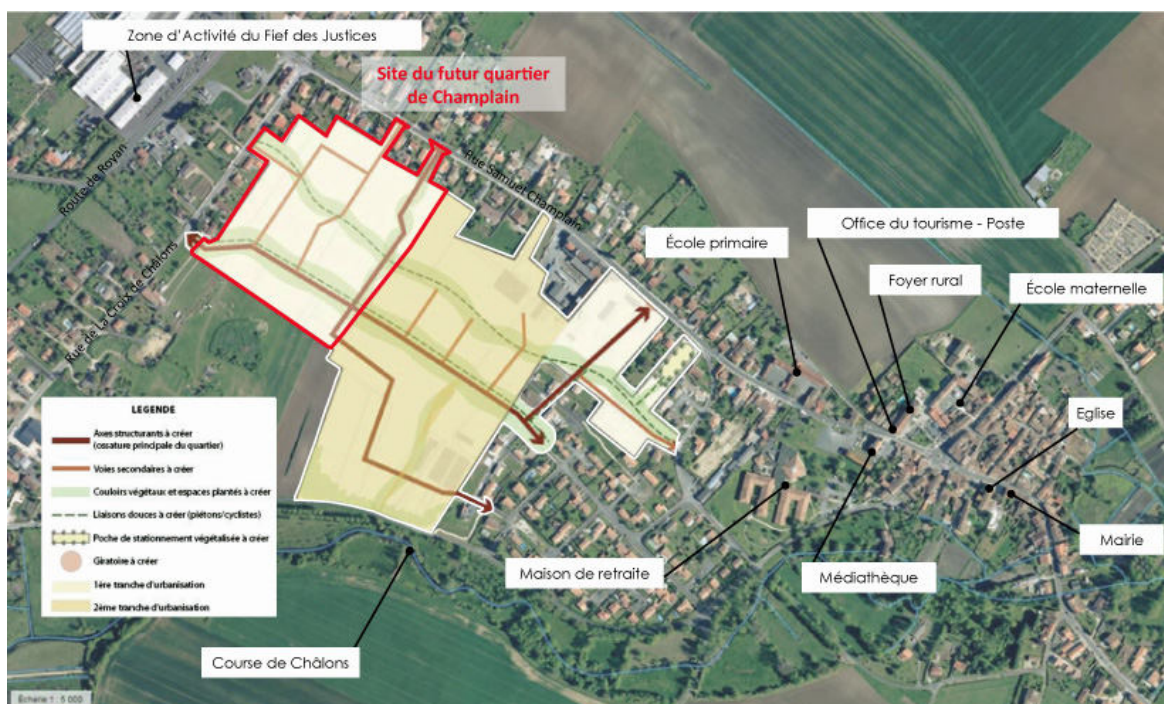 Zone d'Activité du Fief des Justices
Site du futur quartier
de Champlain
Route de Royan
Rue Samuel Champlain
Rue de La Croix de Châlons
École primaire
Office du tourisme - Poste
Foyer rural
École maternelle
Eglise
Mairie
Médiathèque
Maison de retraite
Course de Châlons
LEGENDE
Axes structurants à créer
(ossature principale du quartier)
Voies secondaires à créer
Couloirs végétaux et espaces plantés à créer
Liaisons douces à créer (piétons/cyclistes)
Poche de stationnement végétalisée à créer
Giratoire à créer
1ère tranche d'urbanisation
2ème tranche d'urbanisation
Échelle 1 : 5 000